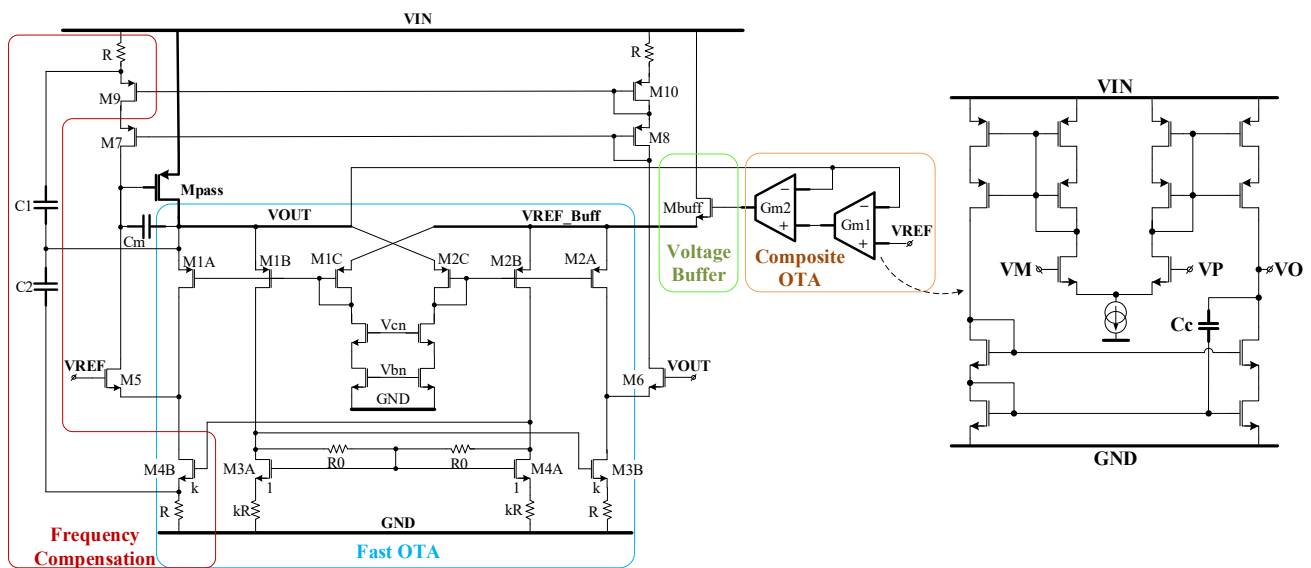 VIN
R
R
M9
M10
M7
M8
Mpass
C1
Cm
VOUT
VREF_Buff
Mbuff
Gm2
Gm1
−
+
−
+
VREF
Voltage
Buffer
Composite
OTA
M1A
M1B
M1C
M2C
M2B
M2A
C2
Vcn
Vbn
GND
VREF
M5
M6
VOUT
R0
R0
M4B
M3A
M4A
M3B
k
1
1
k
R
kR
kR
R
GND
Frequency
Compensation
Fast OTA
VIN
VM
VP
VO
Cc
GND